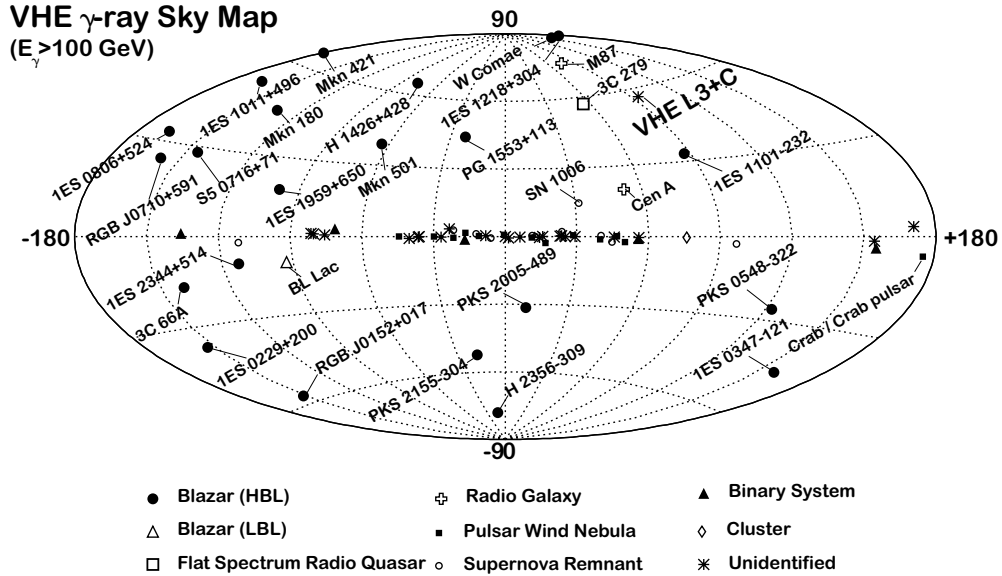 VHE γ-ray Sky Map
(Eγ>100 GeV)
90
W Comae
M87
3C 279
VHE L3+C
Mkn 421
1ES 1011+496
Mkn 180
H 1426+428
1ES 1218+304
1ES 0806+524
S5 0716+71
Mkn 501
PG 1553+113
1ES 1101-232
RGB J0710+591
1ES 1959+650
SN 1006
Cen A
-180
+180
1ES 2344+514
BL Lac
PKS 2005-489
PKS 0548-322
Crab / Crab pulsar
3C 66A
1ES 0229+200
RGB J0152+017
1ES 0347-121
PKS 2155-304
H 2356-309
-90
Blazar (HBL)
Radio Galaxy
Binary System
Blazar (LBL)
Pulsar Wind Nebula
Cluster
Flat Spectrum Radio Quasar
Supernova Remnant
Unidentified